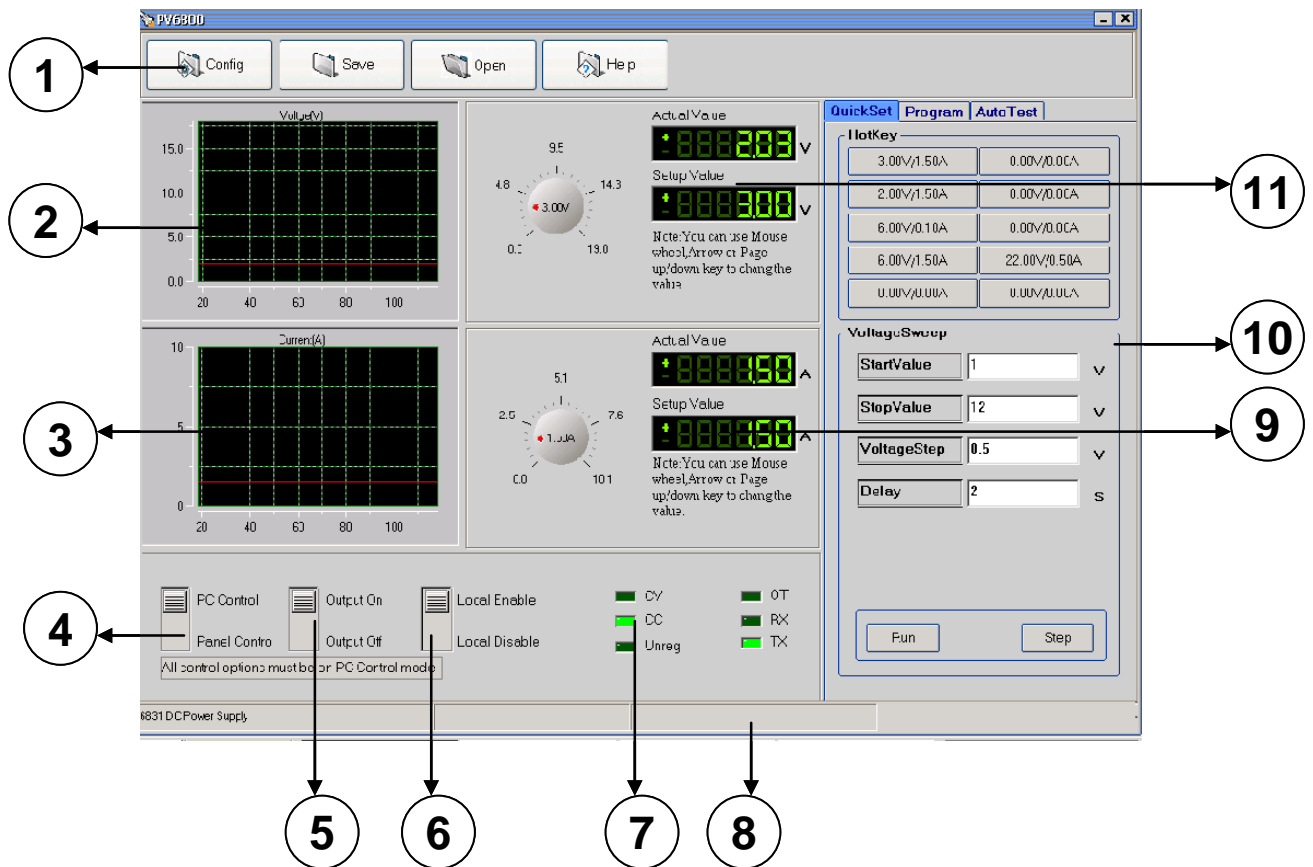 PV6800
Config Save Open Help
Voltage(V)
15.0
10.0
5.0
0.0
20 40 60 80 100
9.5
4.8 14.3
3.00V
0.0 19.0
Actual Value
2.03 V
Setup Value
3.00 V
Note:You can use Mouse
wheel,Arrow or Page
up/down key to change the
value.
Current(A)
10
5
0
20 40 60 80 100
5.1
2.5 7.6
0.0 10.1
Actual Value
1.50 A
Setup Value
1.50 A
Note:You can use Mouse
wheel,Arrow or Page
up/down key to change the
value.
QuickSet Program AutoTest
HotKey
3.00V/1.50A 0.00V/0.00A
2.00V/1.50A 0.00V/0.00A
6.00V/0.10A 0.00V/0.00A
6.00V/1.50A 22.00V/0.50A
0.00V/0.00A 0.00V/0.00A
VoltageSweep
StartValue 1 V
StopValue 12 V
VoltageStep 0.5 V
Delay 2 S
Run Step
PC Control Output On Local Enable
Panel Control Output Off Local Disable
All control options must be on PC Control mode
CV OT
CC RX
Unreg TX
6831 DC Power Supply
1
2
3
4
5
6
7
8
9
10
11